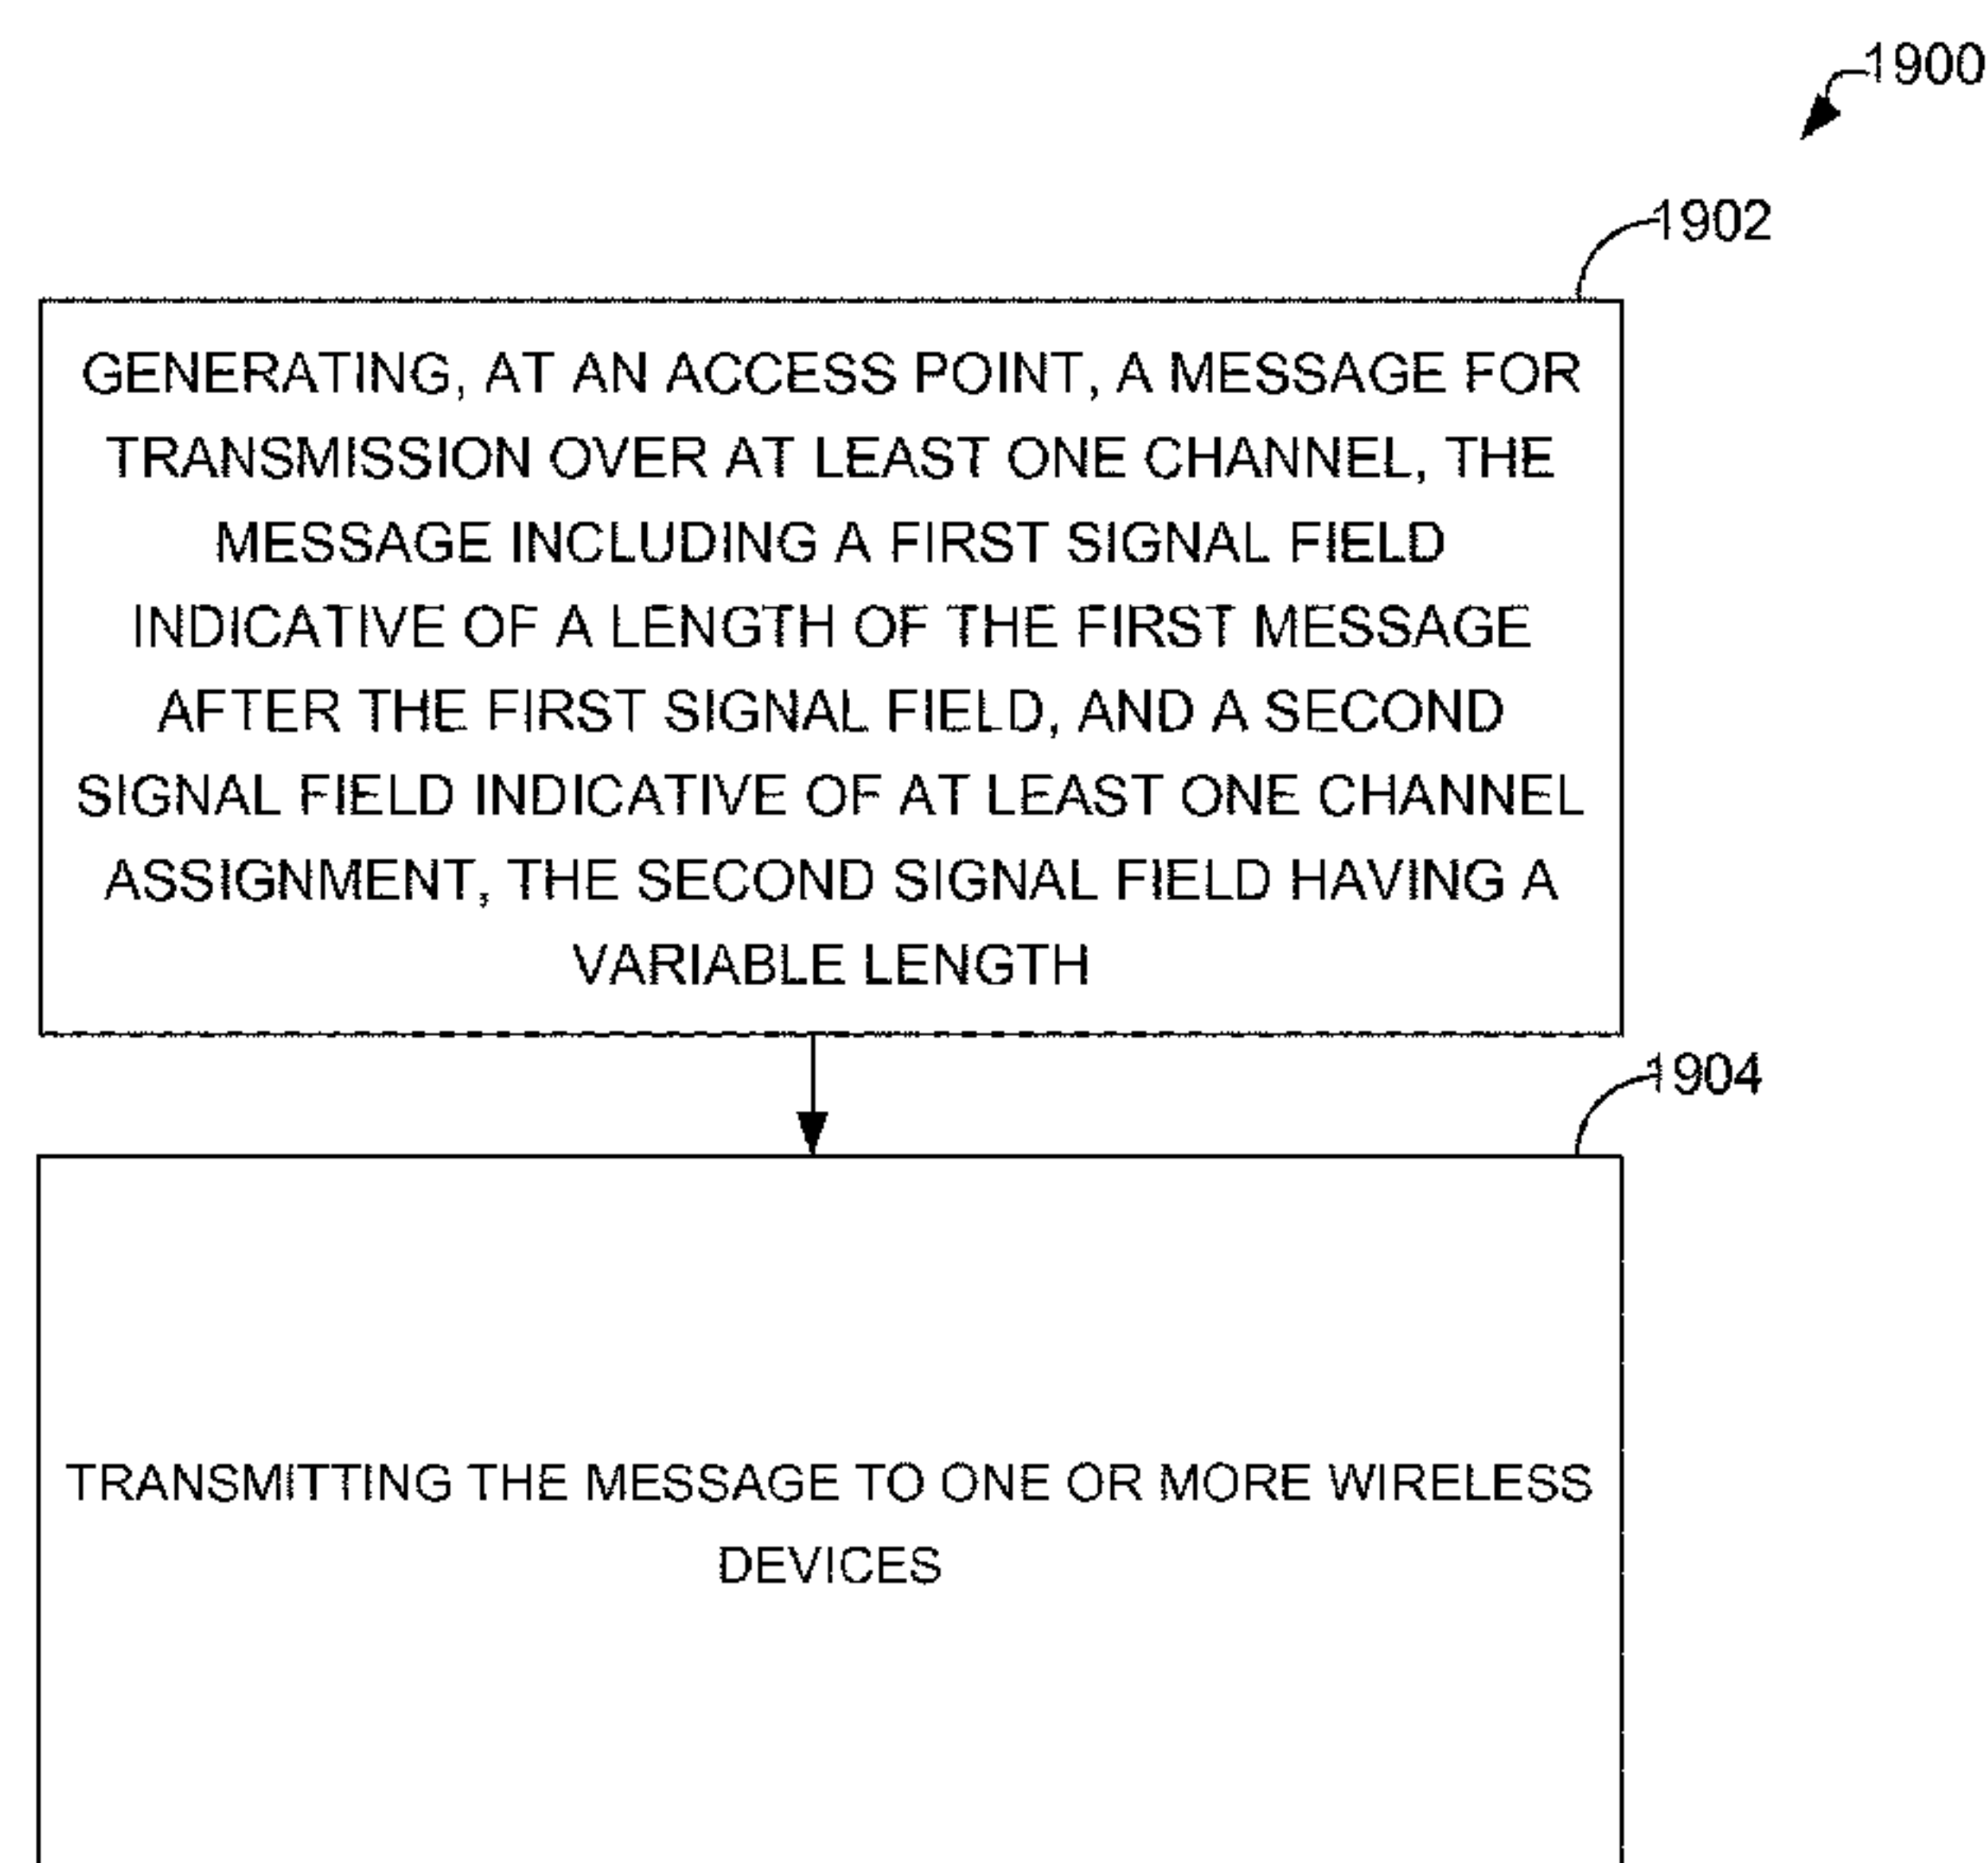 1900
1902
GENERATING, AT AN ACCESS POINT, A MESSAGE FOR
TRANSMISSION OVER AT LEAST ONE CHANNEL, THE
MESSAGE INCLUDING A FIRST SIGNAL FIELD
INDICATIVE OF A LENGTH OF THE FIRST MESSAGE
AFTER THE FIRST SIGNAL FIELD, AND A SECOND
SIGNAL FIELD INDICATIVE OF AT LEAST ONE CHANNEL
ASSIGNMENT, THE SECOND SIGNAL FIELD HAVING A
VARIABLE LENGTH
1904
TRANSMITTING THE MESSAGE TO ONE OR MORE WIRELESS
DEVICES